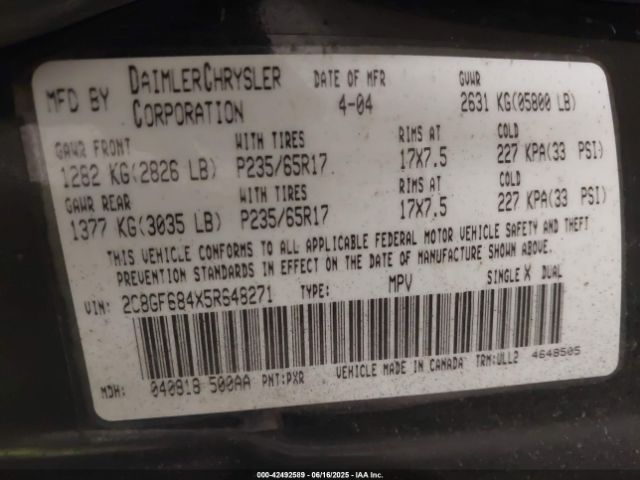 MFD BY DAIMLERCHRYSLER CORPORATION DATE OF MFR 4-04 GVWR 2631 KG(05800 LB)
GAWR FRONT WITH TIRES RIMS AT COLD
1282 KG(2826 LB) P235/65R17 17X7.5 227 KPA(33 PSI)
GAWR REAR WITH TIRES RIMS AT COLD
1377 KG(3035 LB) P235/65R17 17X7.5 227 KPA(33 PSI)
THIS VEHICLE CONFORMS TO ALL APPLICABLE FEDERAL MOTOR VEHICLE SAFETY AND THEFT
STANDARDS IN EFFECT ON THE DATE OF MANUFACTURE SHOWN ABOVE.
VIN: 2C8GF684X5R648271 TYPE: MPV SINGLE X DUAL
MDH: 040818 500AA PNT:PXR VEHICLE MADE IN CANADA TRM:ULL2 4648505
000-42492589 - 06/16/2025 - IAA Inc.